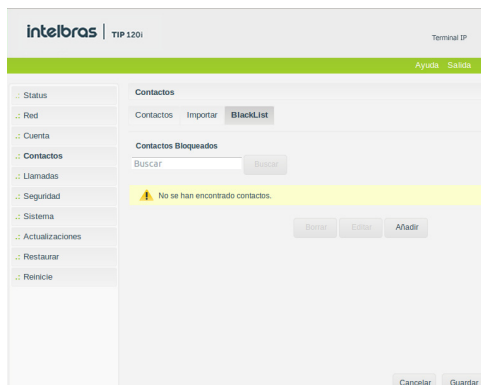 intelbras TIP 120i
Terminal IP
Ayuda Salida
.: Status
.: Red
.: Cuenta
.: Contactos
.: Llamadas
.: Seguridad
.: Sistema
.: Actualizaciones
.: Restaurar
.: Reinicie
Contactos
Contactos Importar BlackList
Contactos Bloqueados
Buscar Buscar
No se han encontrado contactos.
Borrar Editar Añadir
Cancelar Guardar